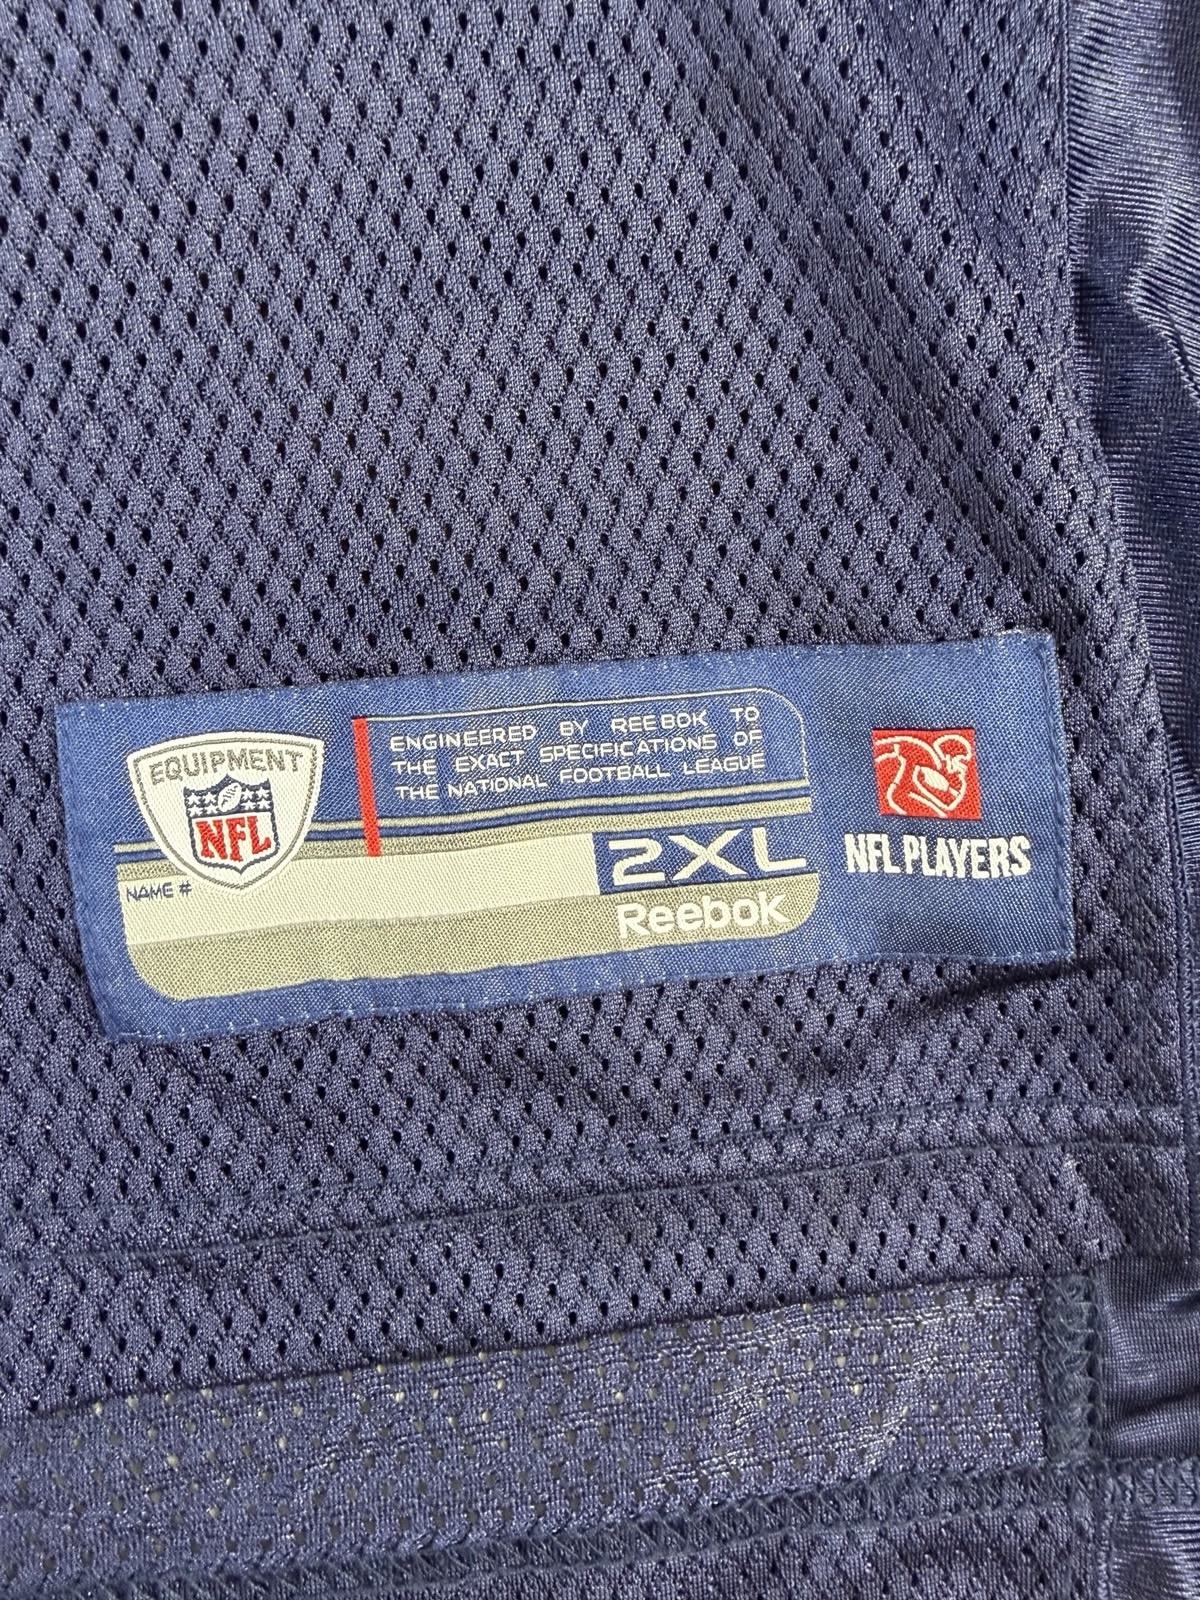 EQUIPMENT
NFL
ENGINEERED BY REEBOK TO
THE EXACT SPECIFICATIONS OF
THE NATIONAL FOOTBALL LEAGUE
NAME #
2XL
Reebok
NFL PLAYERS